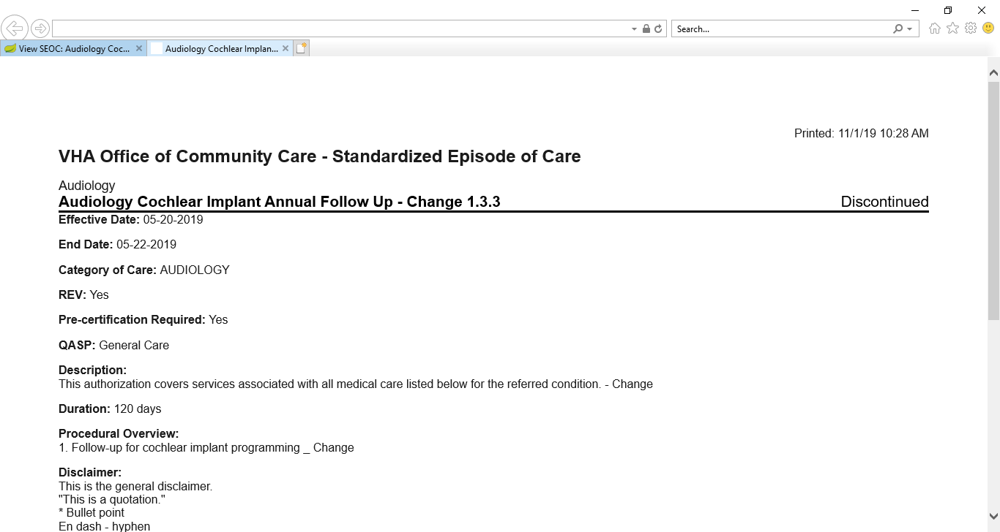 Search...
View SEOC: Audiology Coc...
Audiology Cochlear Implan...
Printed: 11/1/19 10:28 AM
VHA Office of Community Care - Standardized Episode of Care
Audiology
Audiology Cochlear Implant Annual Follow Up - Change 1.3.3 Discontinued
Effective Date: 05-20-2019
End Date: 05-22-2019
Category of Care: AUDIOLOGY
REV: Yes
Pre-certification Required: Yes
QASP: General Care
Description:
This authorization covers services associated with all medical care listed below for the referred condition. - Change
Duration: 120 days
Procedural Overview:
1. Follow-up for cochlear implant programming _ Change
Disclaimer:
This is the general disclaimer.
"This is a quotation."
* Bullet point
En dash - hyphen